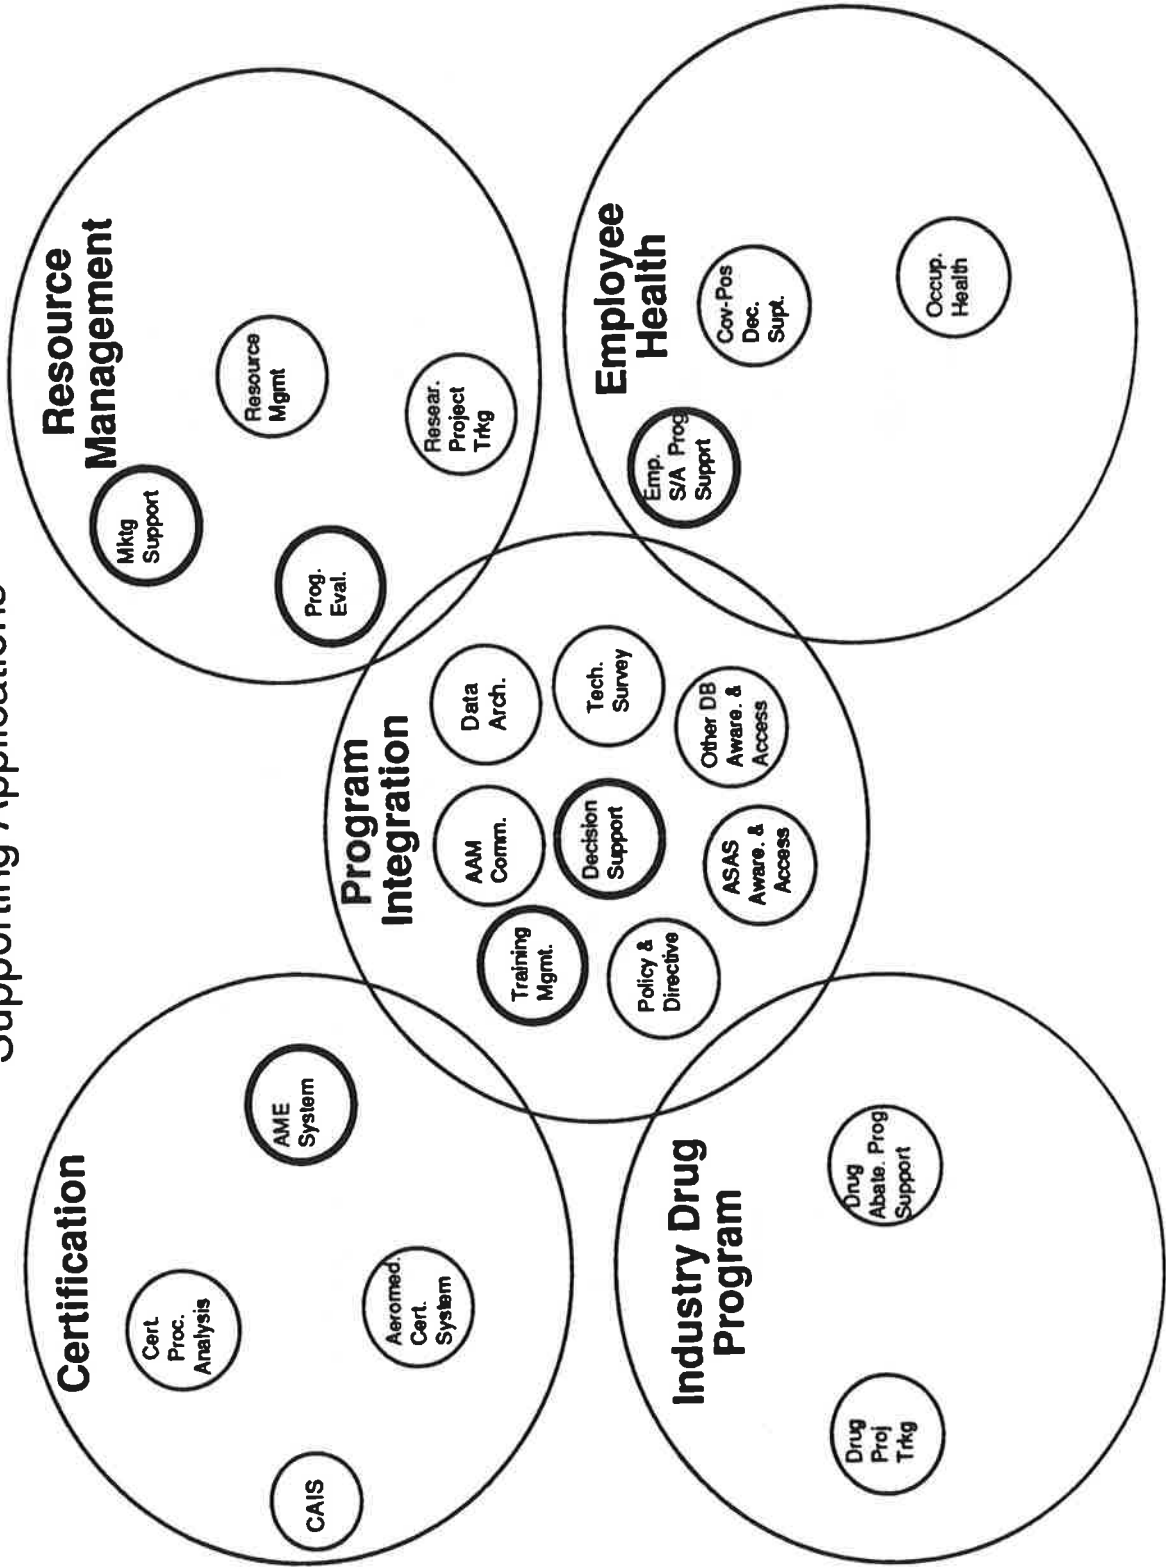 Supporting Applications
Certification
Cert.
Proc.
Analysis
CAIS
Aeromed.
Cert.
System
AME
System
Resource
Management
Mktg
Support
Resource
Mgmt
Prog.
Eval.
Resear.
Project
Trkg
Program
Integration
Training
Mgmt.
AAM
Comm.
Data
Arch.
Policy &
Directive
Decision
Support
Tech.
Survey
ASAS
Aware. &
Access
Other DB
Aware. &
Access
Industry Drug
Program
Drug
Proj
Trkg
Drug
Abate. Prog
Support
Employee
Health
Emp.
S/A Prog
Supprt
Cov-Pos
Dec.
Supt.
Occup.
Health